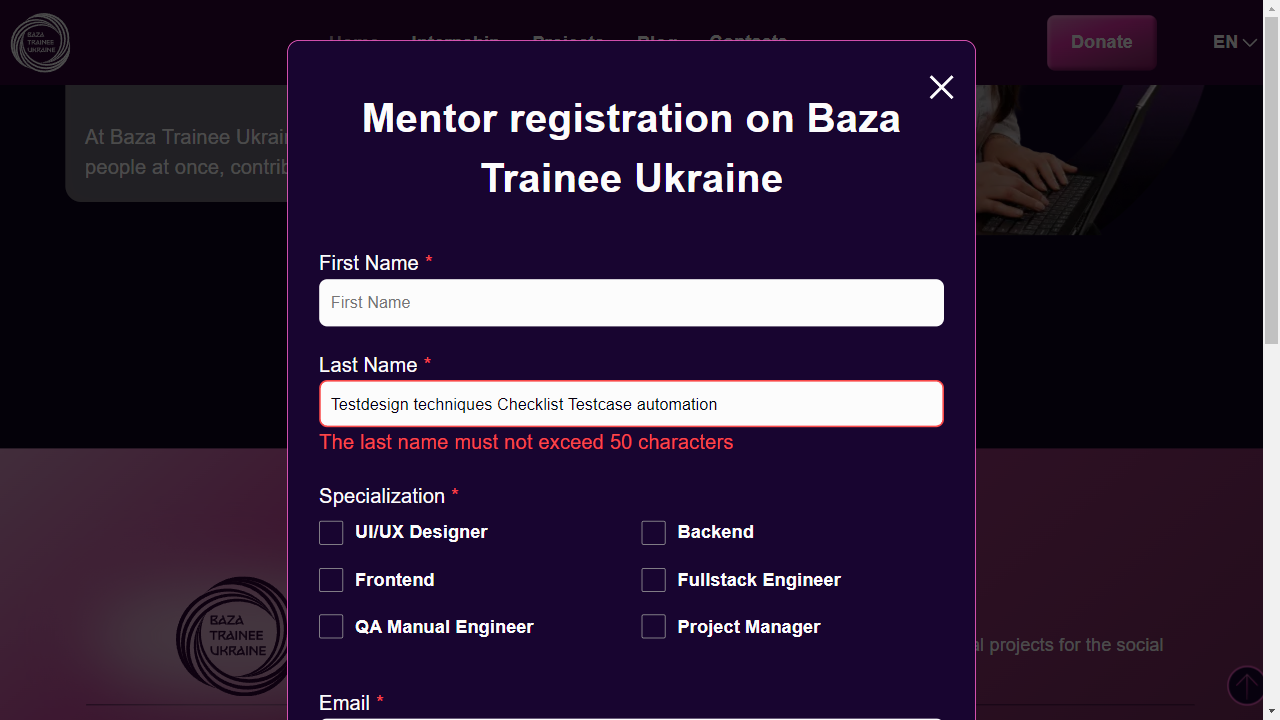 BAZA
TRAINEE
UKRAINE
Home Internship Projects Blog Contacts
Donate
EN
At Baza Trainee Ukrai
people at once, contrib
Mentor registration on Baza
Trainee Ukraine
First Name *
First Name
Last Name *
Testdesign techniques Checklist Testcase automation
The last name must not exceed 50 characters
Specialization *
UI/UX Designer
Backend
Frontend
Fullstack Engineer
QA Manual Engineer
Project Manager
Email *
BAZA
TRAINEE
UKRAINE
al projects for the social